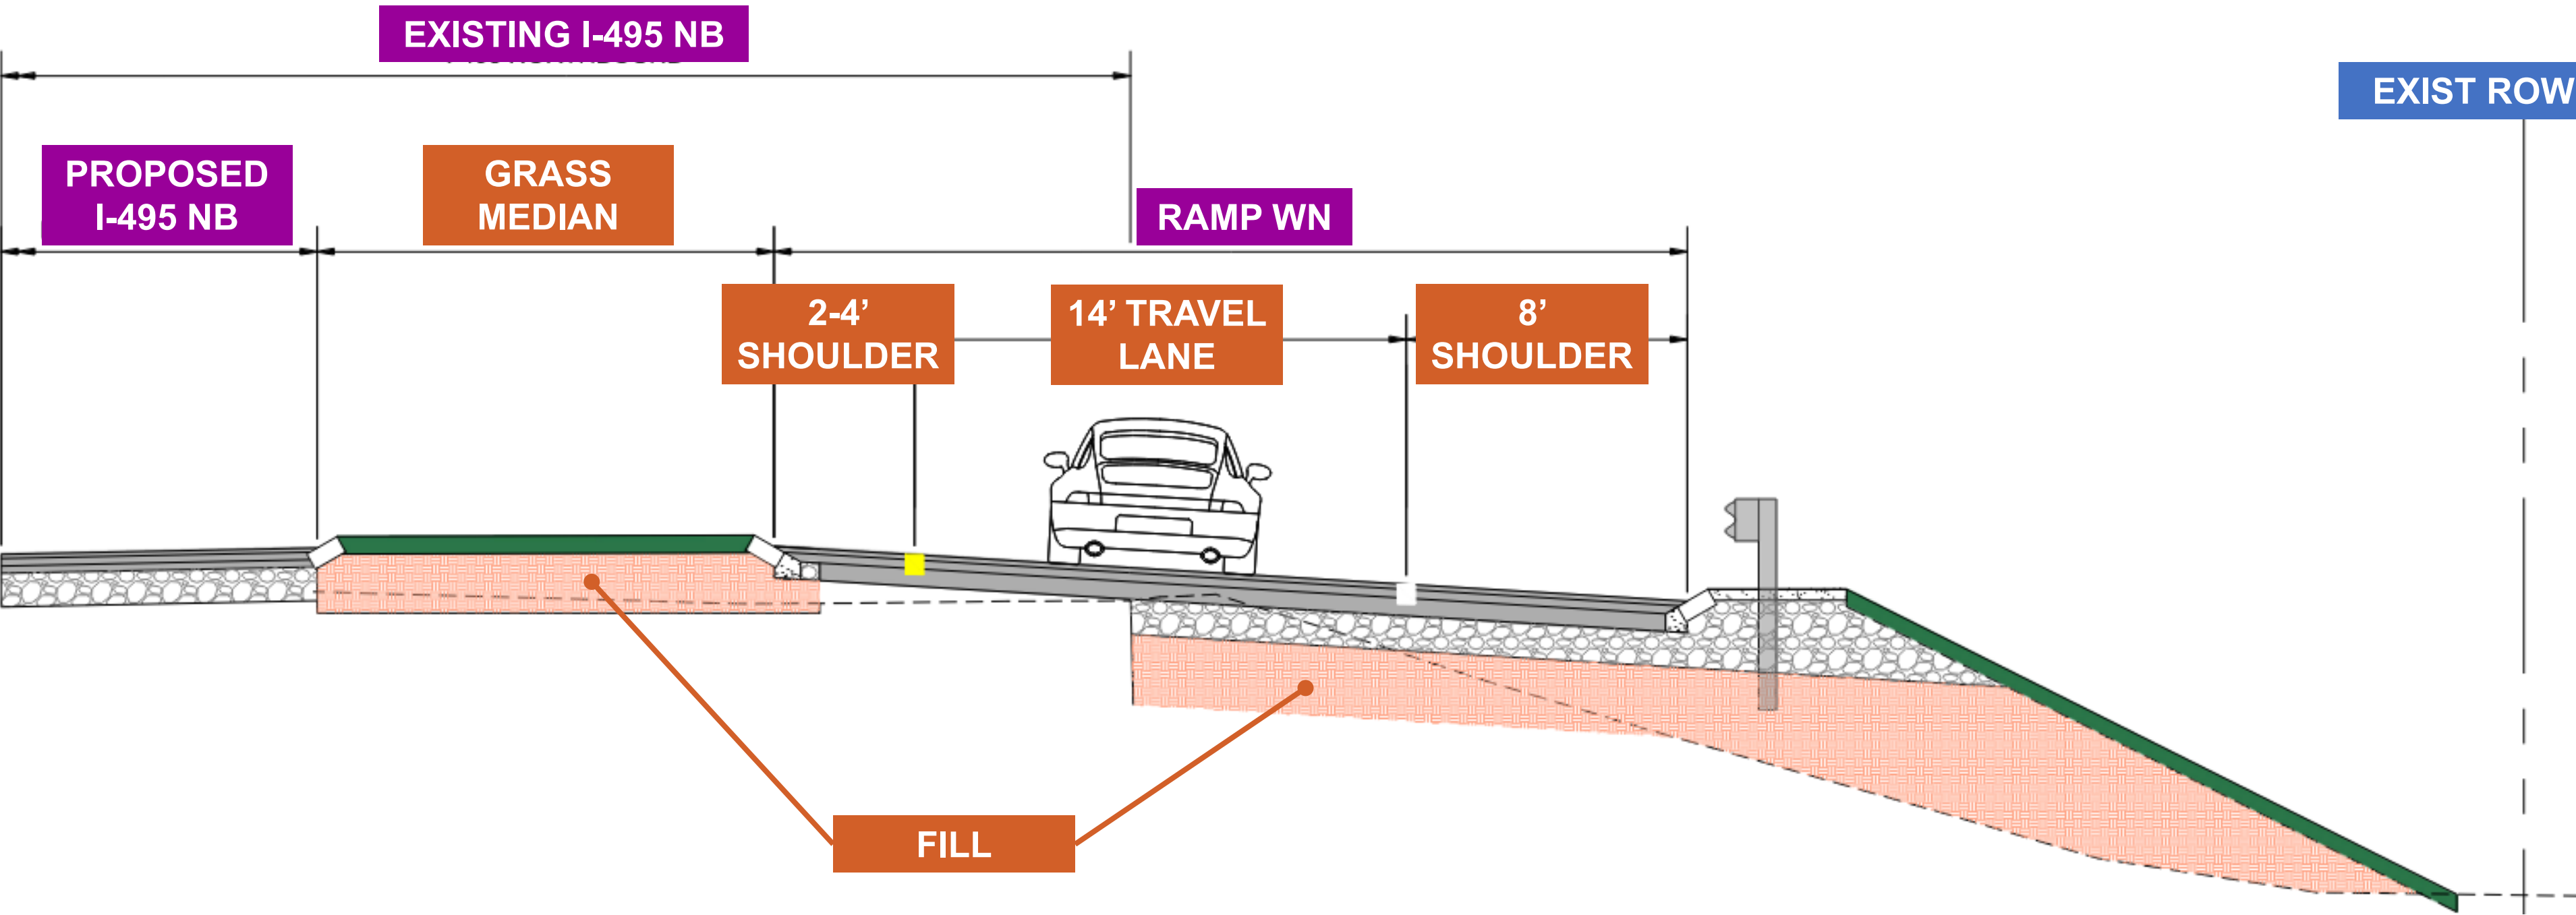 EXISTING I-495 NB
EXIST ROW
PROPOSED
I-495 NB
GRASS
MEDIAN
RAMP WN
2-4’
SHOULDER
14’ TRAVEL
LANE
8’
SHOULDER
FILL